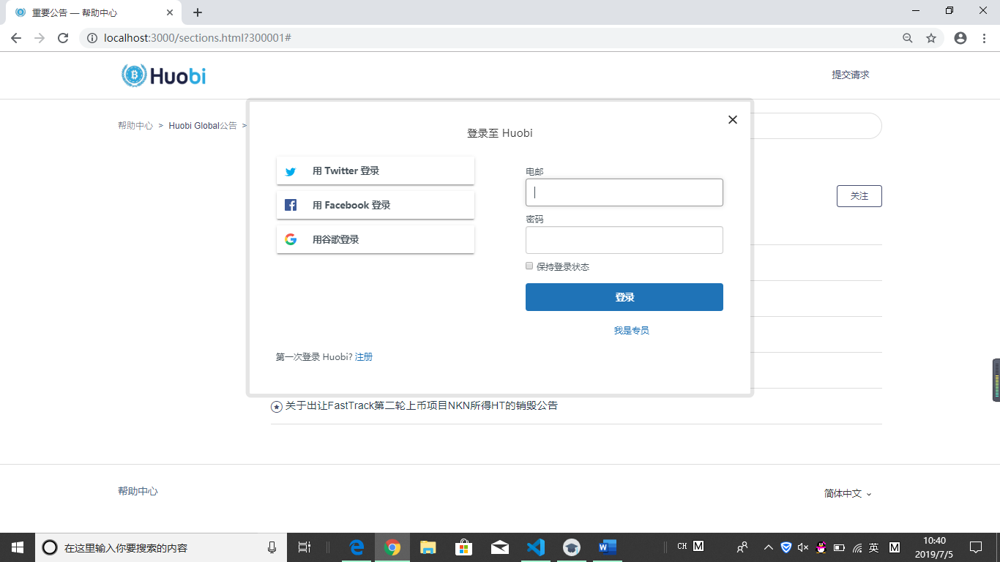 重要公告 — 帮助中心
localhost:3000/sections.html?300001#
Huobi
提交请求
帮助中心 > Huobi Global公告 >
登录至 Huobi
用 Twitter 登录
用 Facebook 登录
用谷歌登录
电邮
密码
保持登录状态
登录
我是专员
第一次登录 Huobi? 注册
关注
关于出让FastTrack第二轮上币项目NKN所得HT的销毁公告
帮助中心
简体中文
在这里输入你要搜索的内容
CH M
英 M
10:40
2019/7/5